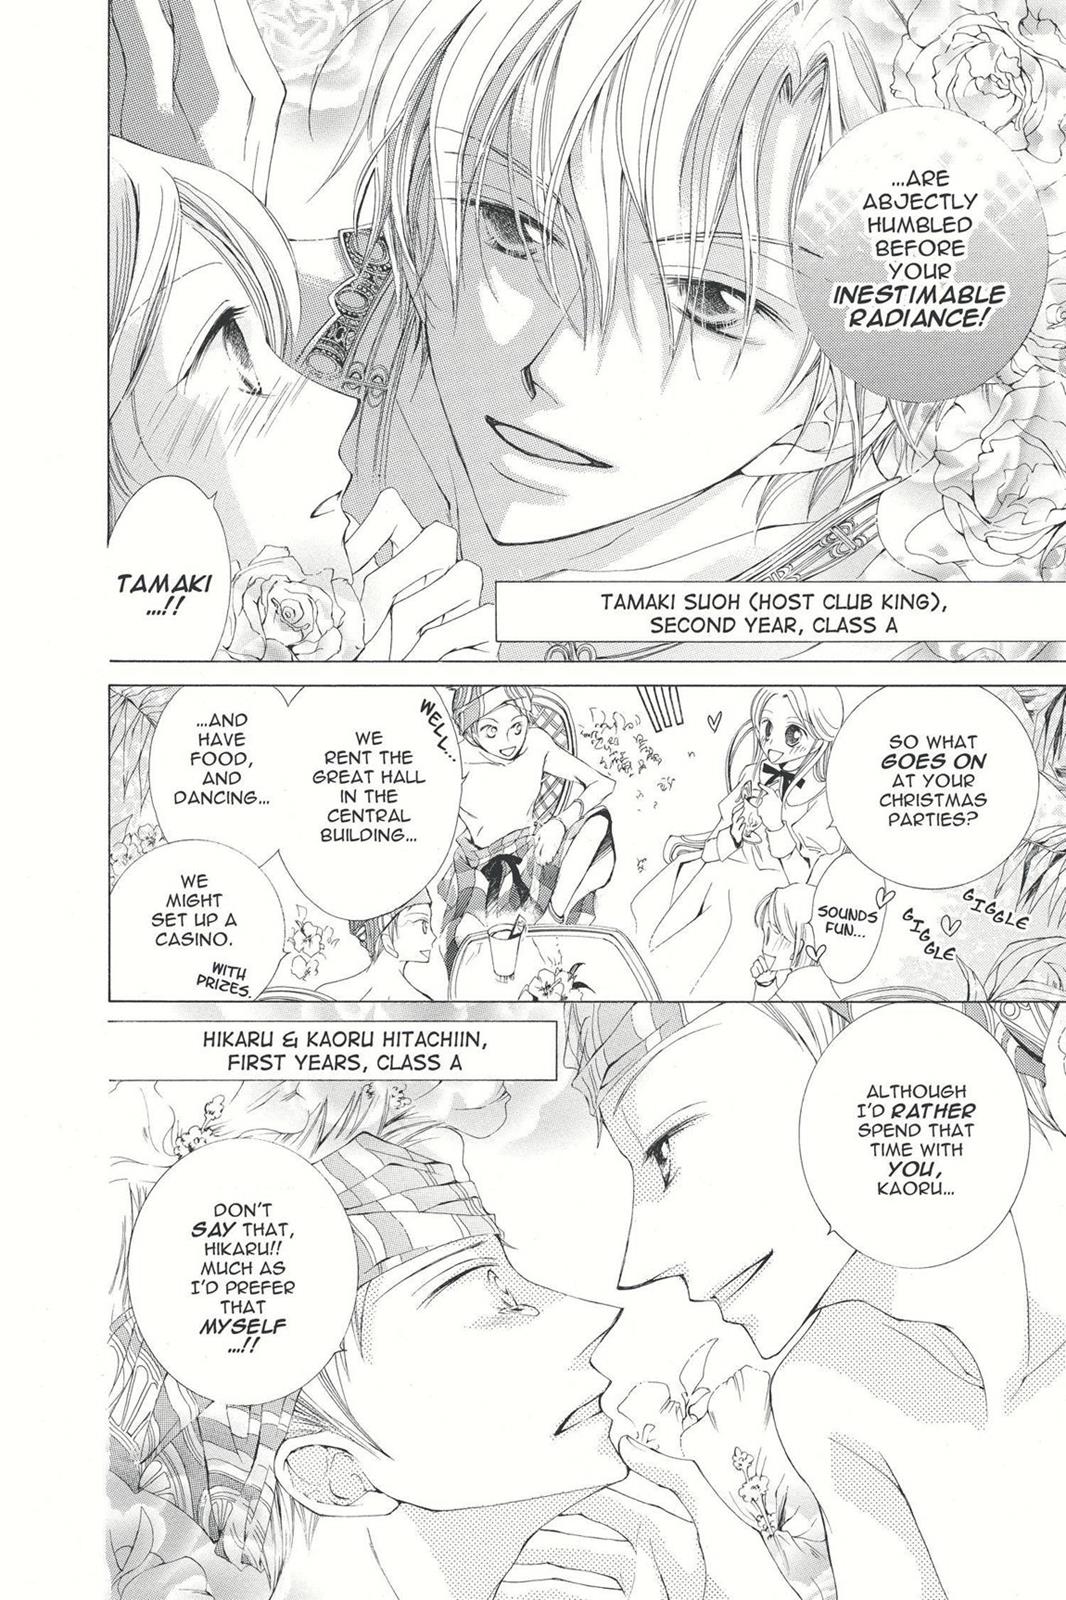 ...ARE
ABJECTLY
HUMBLED
BEFORE
YOUR
INESTIMABLE
RADIANCE!
TAMAKI
...!!
TAMAKI SUOH (HOST CLUB KING),
SECOND YEAR, CLASS A
SO WHAT
GOES ON
AT YOUR
CHRISTMAS
PARTIES?
GIGGLE
GIGGLE
SOUNDS
FUN...
WELL...
WE
RENT THE
GREAT HALL
IN THE
CENTRAL
BUILDING...
...AND
HAVE
FOOD,
AND
DANCING...
WE
MIGHT
SET UP A
CASINO.
WITH
PRIZES.
HIKARU & KAORU HITACHIIN,
FIRST YEARS, CLASS A
ALTHOUGH
I'D RATHER
SPEND THAT
TIME WITH
YOU,
KAORU...
DON'T
SAY THAT,
HIKARU!!
MUCH AS
I'D PREFER
THAT
MYSELF
...!!